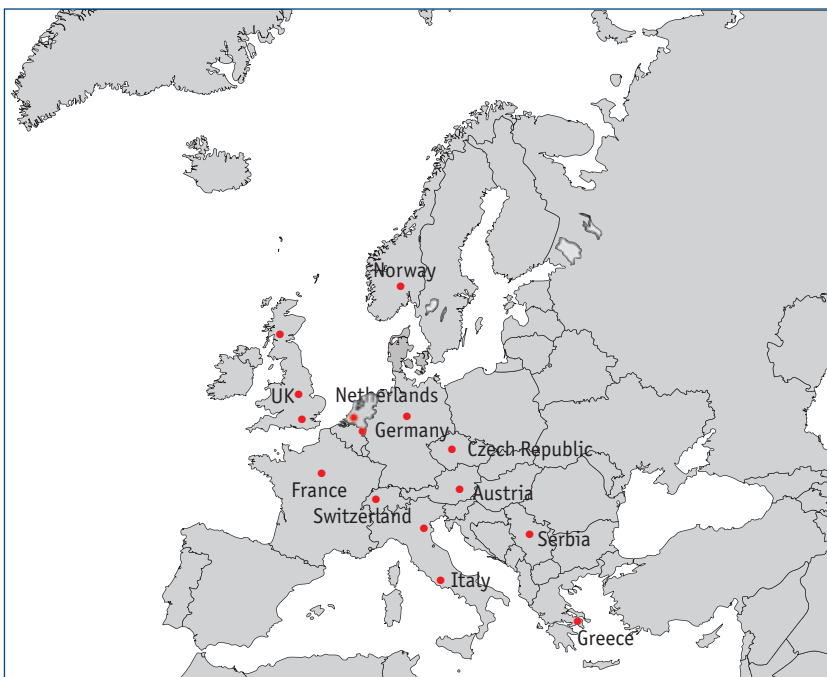 Norway
UK
Netherlands
Germany
Czech Republic
France
Austria
Switzerland
Serbia
Italy
Greece